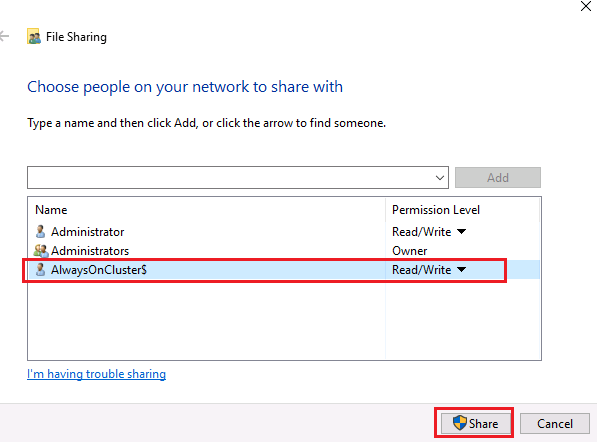 File Sharing
Choose people on your network to share with
Type a name and then click Add, or click the arrow to find someone.
Add
Name Permission Level
Administrator Read/Write
Administrators Owner
AlwaysOnCluster$ Read/Write
I'm having trouble sharing
Share Cancel